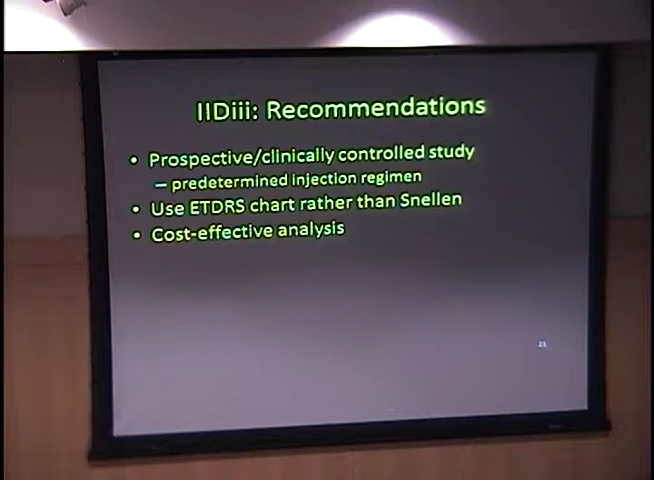 IIDiii: Recommendations
• Prospective/clinically controlled study
– predetermined injection regimen
• Use ETDRS chart rather than Snellen
• Cost-effective analysis